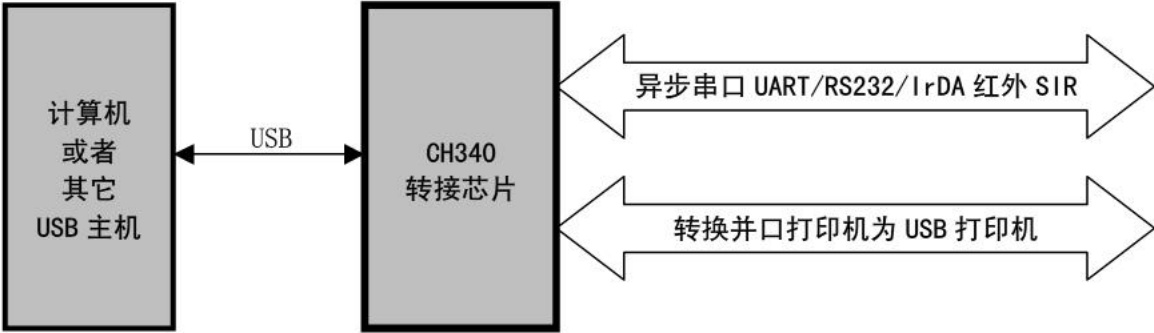 计算机
或者
其它
USB 主机
USB
CH340
转接芯片
异步串口 UART/RS232/IrDA 红外 SIR
转换并口打印机为 USB 打印机